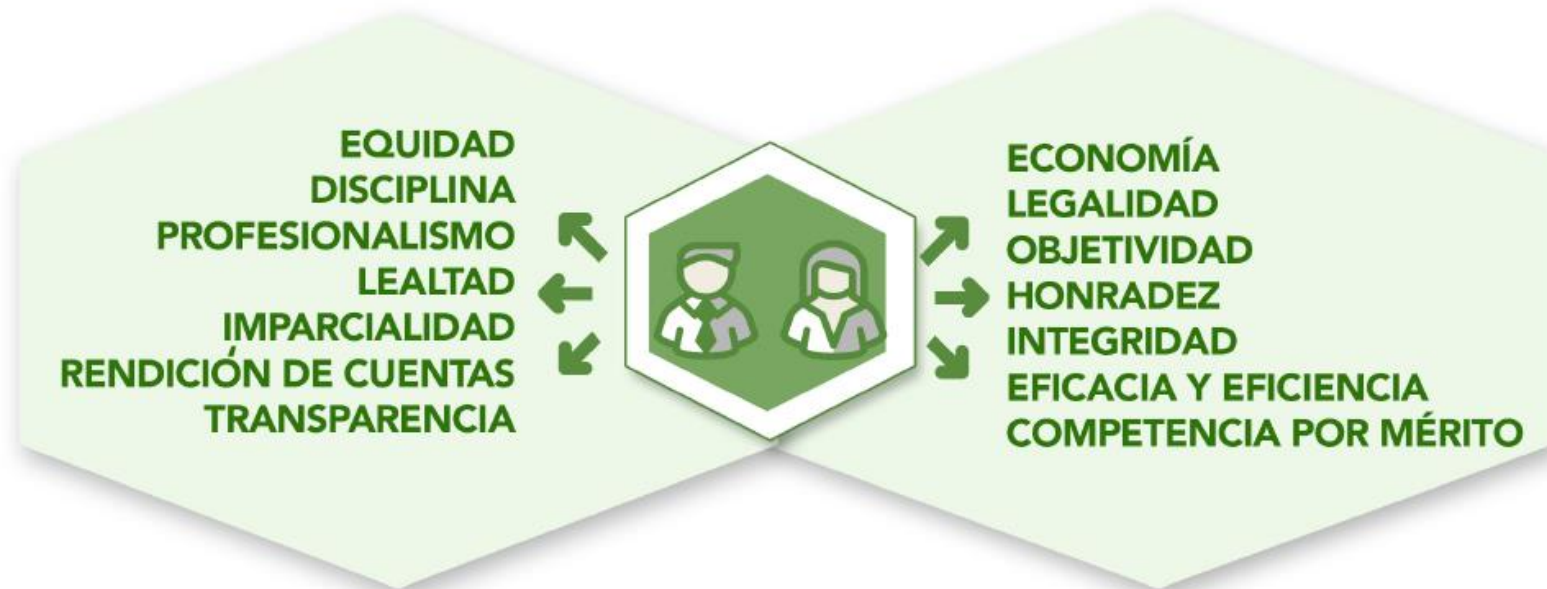 EQUIDAD
DISCIPLINA
PROFESIONALISMO
LEALTAD
IMPARCIALIDAD
RENDICIÓN DE CUENTAS
TRANSPARENCIA
ECONOMÍA
LEGALIDAD
OBJETIVIDAD
HONRADEZ
INTEGRIDAD
EFICACIA Y EFICIENCIA
COMPETENCIA POR MÉRITO